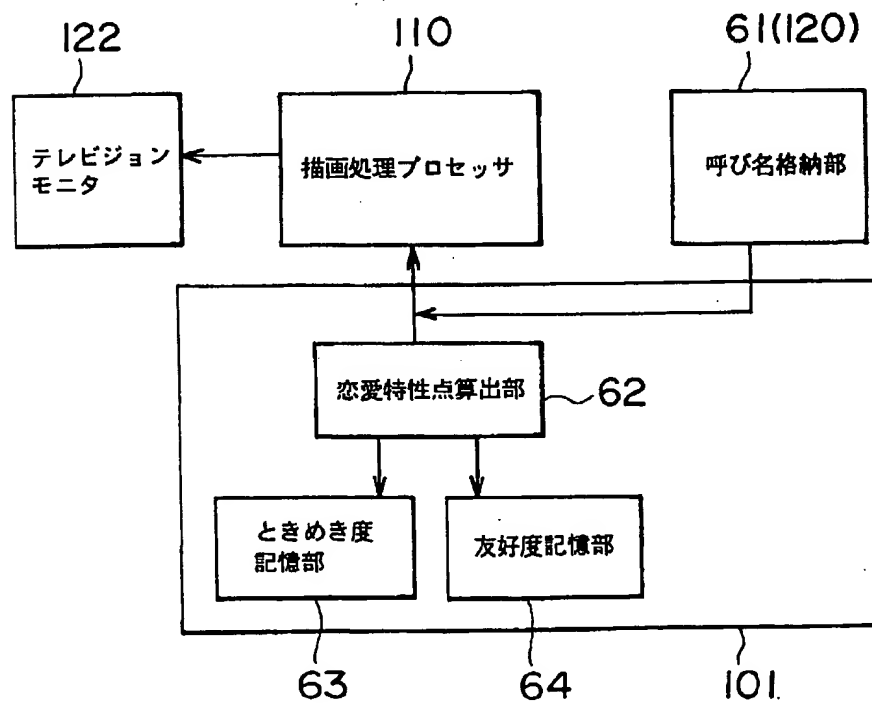 122
110
61(120)
テレビジョン
モニタ
描画処理プロセッサ
呼び名格納部
恋愛特性点算出部
62
ときめき度
記憶部
友好度記憶部
63
64
101